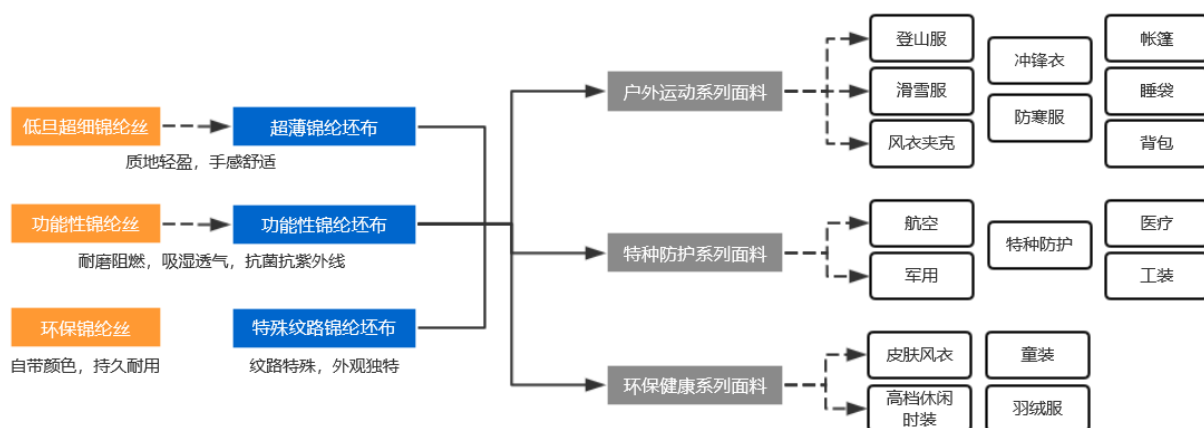 低旦超细锦纶丝
超薄锦纶坯布
质地轻盈，手感舒适
功能性锦纶丝
功能性锦纶坯布
耐磨阻燃，吸湿透气，抗菌抗紫外线
环保锦纶丝
特殊纹路锦纶坯布
自带颜色，持久耐用
纹路特殊，外观独特
户外运动系列面料
登山服
冲锋衣
帐篷
滑雪服
防寒服
睡袋
风衣夹克
背包
特种防护系列面料
航空
特种防护
医疗
军用
工装
环保健康系列面料
皮肤风衣
童装
高档休闲
时装
羽绒服